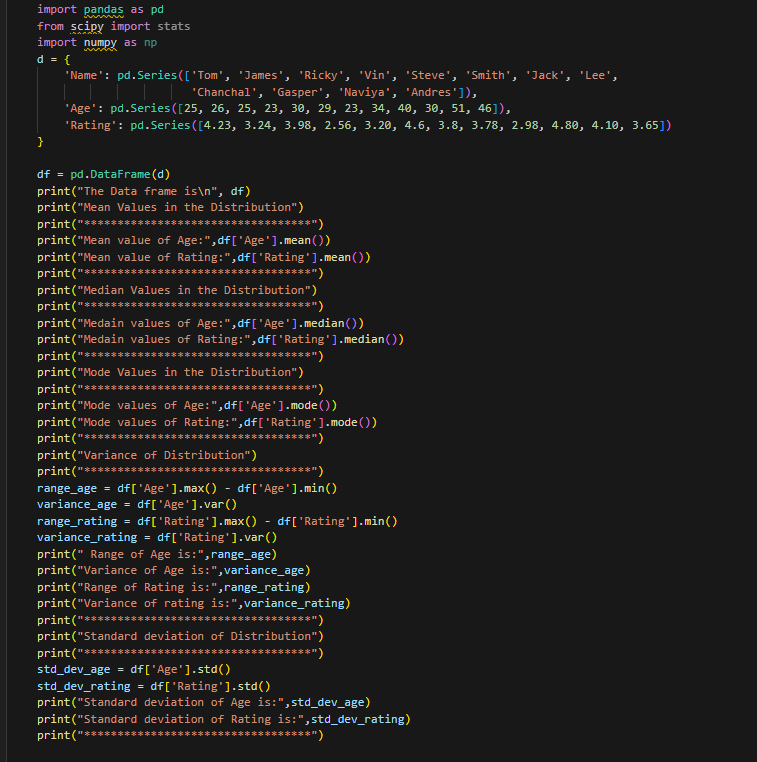 import pandas as pd
from scipy import stats
import numpy as np
d = {
    'Name': pd.Series(['Tom', 'James', 'Ricky', 'Vin', 'Steve', 'Smith', 'Jack', 'Lee',
                       'Chanchal', 'Gasper', 'Naviya', 'Andres']),
    'Age': pd.Series([25, 26, 25, 23, 30, 29, 23, 34, 40, 30, 51, 46]),
    'Rating': pd.Series([4.23, 3.24, 3.98, 2.56, 3.20, 4.6, 3.8, 3.78, 2.98, 4.80, 4.10, 3.65])
}
df = pd.DataFrame(d)
print("The Data frame is\n", df)
print("Mean Values in the Distribution")
print("**********************************")
print("Mean value of Age:",df['Age'].mean())
print("Mean value of Rating:",df['Rating'].mean())
print("**********************************")
print("Median Values in the Distribution")
print("**********************************")
print("Medain values of Age:",df['Age'].median())
print("Medain values of Rating:",df['Rating'].median())
print("**********************************")
print("Mode Values in the Distribution")
print("**********************************")
print("Mode values of Age:",df['Age'].mode())
print("Mode values of Rating:",df['Rating'].mode())
print("**********************************")
print("Variance of Distribution")
print("**********************************")
range_age = df['Age'].max() - df['Age'].min()
variance_age = df['Age'].var()
range_rating = df['Rating'].max() - df['Rating'].min()
variance_rating = df['Rating'].var()
print(" Range of Age is:",range_age)
print("Variance of Age is:",variance_age)
print("Range of Rating is:",range_rating)
print("Variance of rating is:",variance_rating)
print("**********************************")
print("Standard deviation of Distribution")
print("**********************************")
std_dev_age = df['Age'].std()
std_dev_rating = df['Rating'].std()
print("Standard deviation of Age is:",std_dev_age)
print("Standard deviation of Rating is:",std_dev_rating)
print("**********************************")